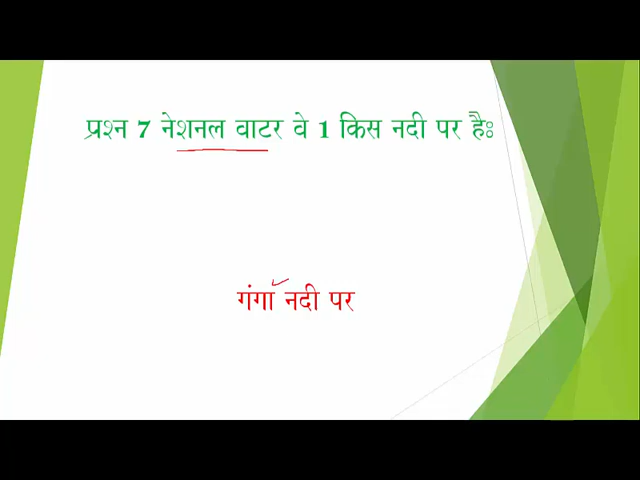 प्रश्न 7 नेशनल वाटर वे 1 किस नदी पर हैः
गंगा नदी पर